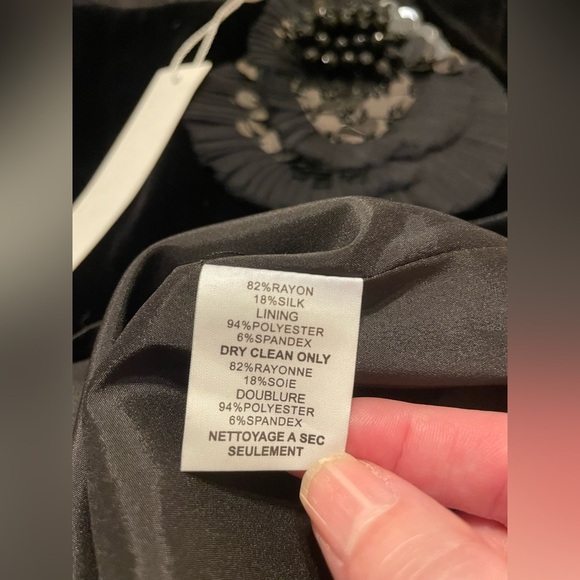 82%RAYON
18%SILK
LINING
94%POLYESTER
6%SPANDEX
DRY CLEAN ONLY
82%RAYONNE
18%SOIE
DOUBLURE
94%POLYESTER
6%SPANDEX
NETTOYAGE A SEC
SEULEMENT